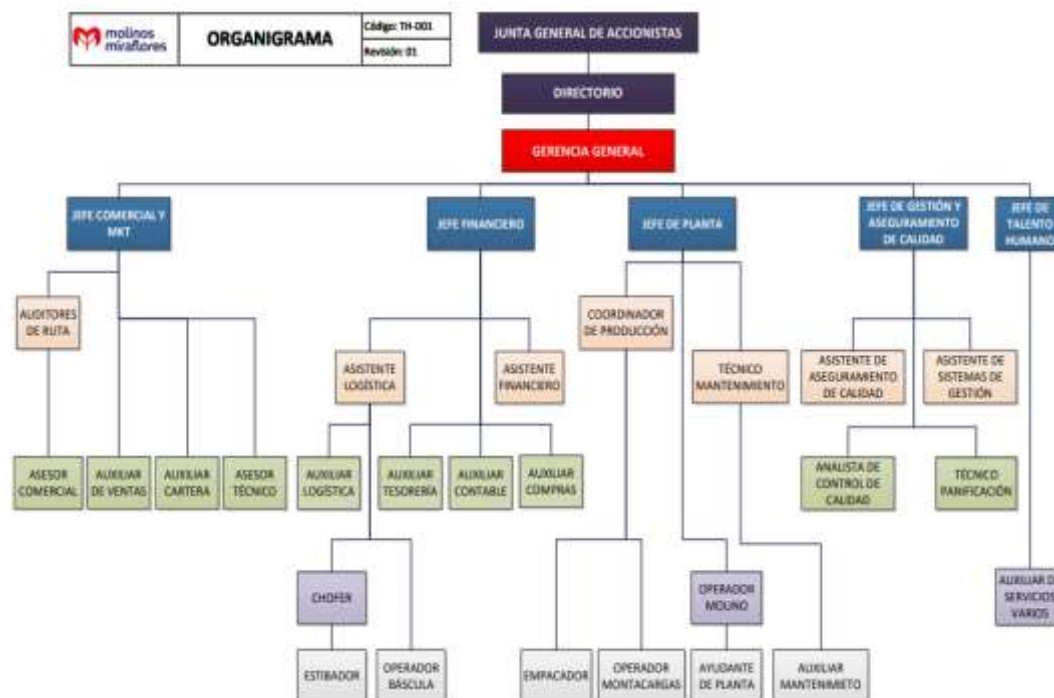 molinos
miraflores
ORGANIGRAMA
Código: TH-001
Revisión: 01
JUNTA GENERAL DE ACCIONISTAS
DIRECTORIO
GERENCIA GENERAL
JEFE COMERCIAL Y
MKT
JEFE FINANCIERO
JEFE DE PLANTA
JEFE DE GESTIÓN Y
ASEGURAMIENTO
DE CALIDAD
JEFE DE
TALENTO
HUMANO
AUDITORES
DE RUTA
COORDINADOR
DE PRODUCCIÓN
ASISTENTE
LOGÍSTICA
ASISTENTE
FINANCIERO
TÉCNICO
MANTENIMIENTO
ASISTENTE DE
ASEGURAMIENTO
DE CALIDAD
ASISTENTE DE
SISTEMAS DE
GESTIÓN
ASESOR
COMERCIAL
AUXILIAR
DE VENTAS
AUXILIAR
CARTERA
ASESOR
TÉCNICO
AUXILIAR
LOGÍSTICA
AUXILIAR
TESORERÍA
AUXILIAR
CONTABLE
AUXILIAR
COMPRAS
ANALISTA DE
CONTROL DE
CALIDAD
TÉCNICO
PANIFICACIÓN
CHOFER
OPERADOR
MOLINO
AUXILIAR D
SERVICIOS
VARIOS
ESTIBADOR
OPERADOR
BÁSCULA
EMPACADOR
OPERADOR
MONTACARGAS
AYUDANTE
DE PLANTA
AUXILIAR
MANTENIMIETO